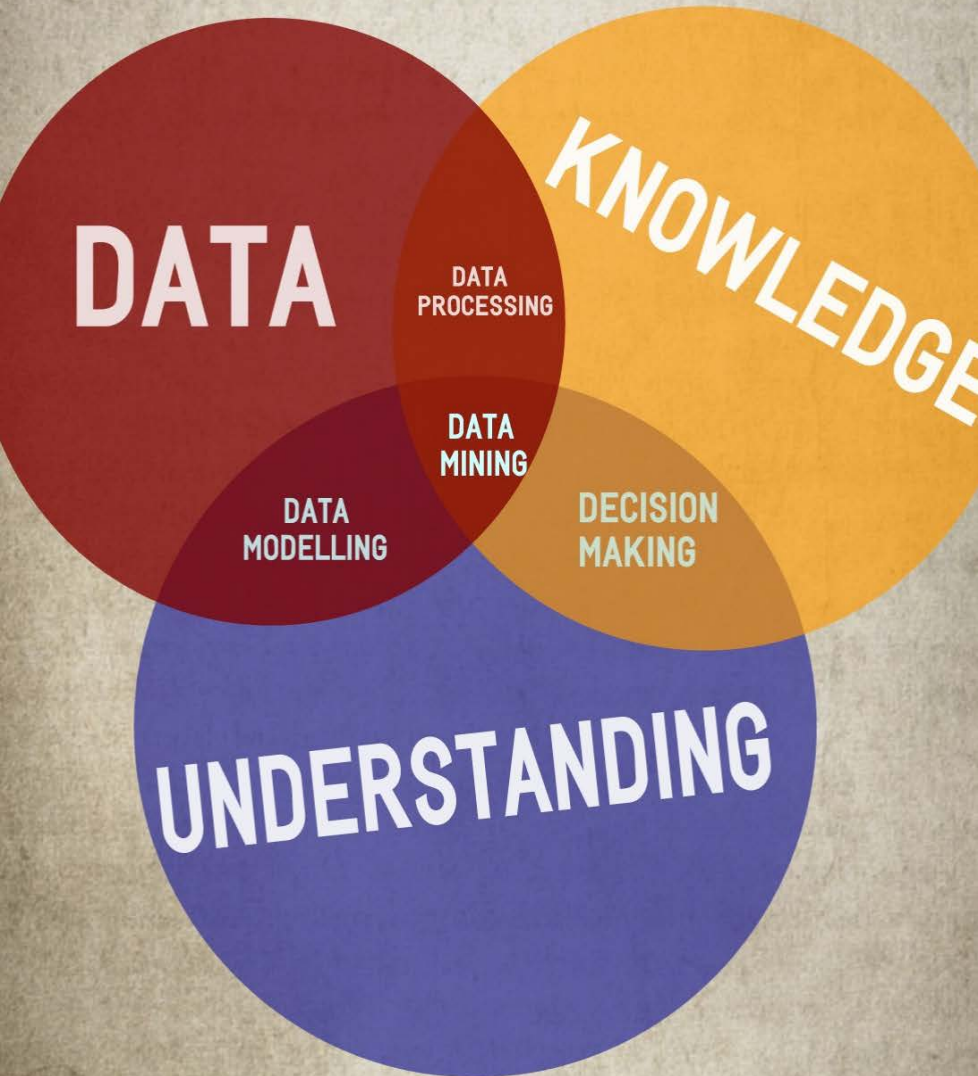 DATA
KNOWLEDGE
DATA
PROCESSING
DATA
MINING
DATA
MODELLING
DECISION
MAKING
UNDERSTANDING